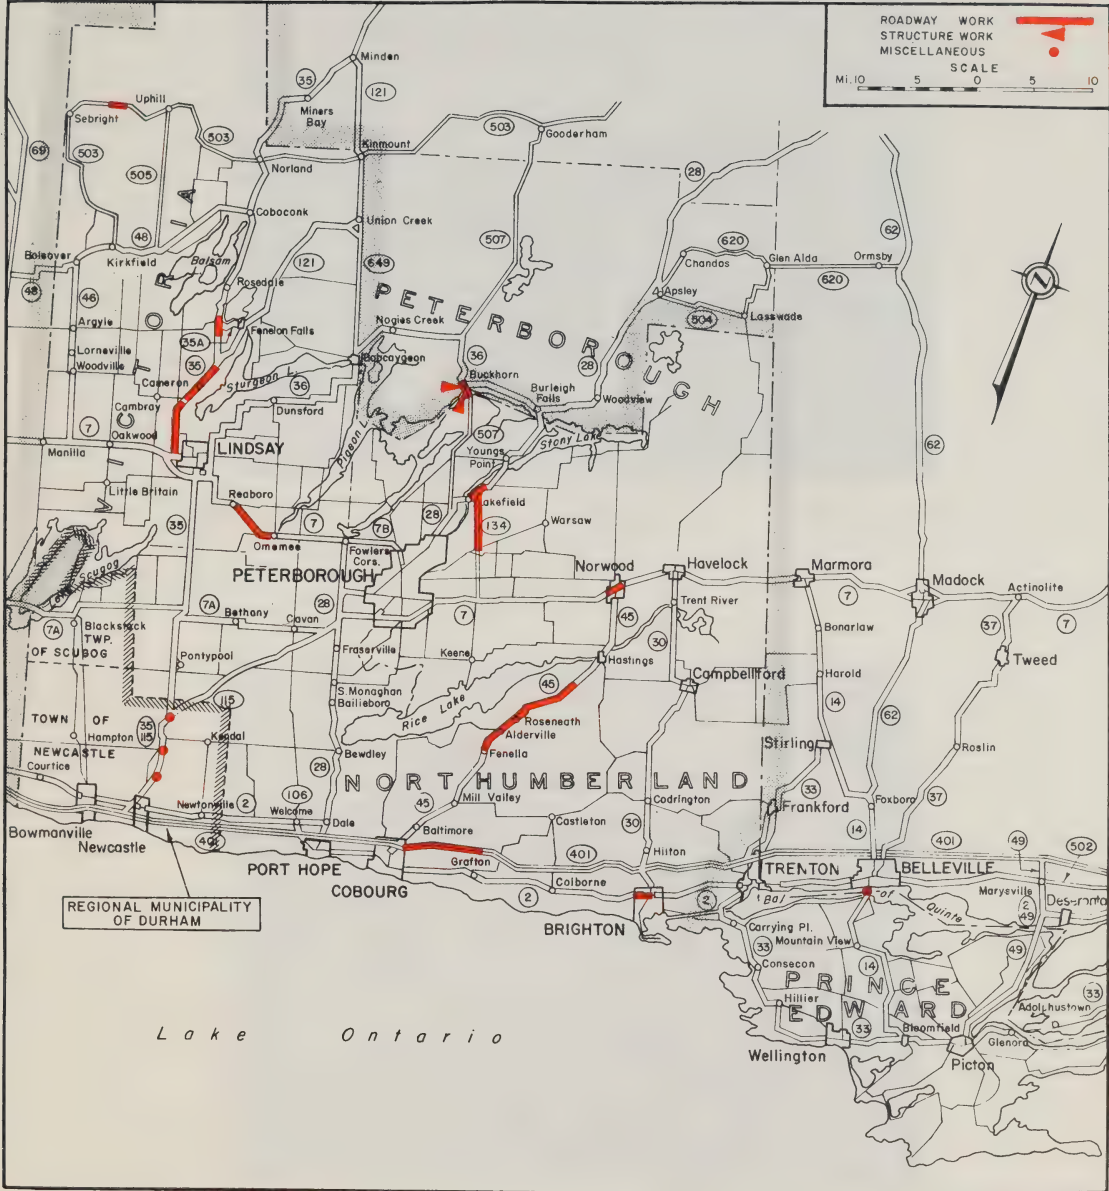 ROADWAY WORK
STRUCTURE WORK
MISCELLANEOUS
SCALE
Mi. 10 5 0 5 10
Minden
35
121
Miners
Bay
Uphill
Sebright
503
503
503
Gooderham
Kinmount
69
505
Norland
28
Coboconk
Union Creek
62
48
507
620
Bolsover
Kirkfield
Balsam
121
649
Chandos
Glen Alda
Ormsby
620
48
46
Rosedale
Apsley
VICTORIA
PETERBOROUGH
Argyle
Nogies Creek
504
Lasswade
35A
Fenelon Falls
Lorneville
35
Bobcaygeon
36
Woodville
Cameron
Sturgeon L.
36
Buckhorn
Burleigh
Falls
28
Woodview
Cambray
Dunsford
7
Oakwood
507
Manilla
LINDSAY
Pigeon L.
Youngs
Point
Stony Lake
62
Little Britain
Reaboro
Lakefield
35
7
7B
28
134
Warsaw
Omemee
Fowlers
Cors.
Lake Scugog
PETERBOROUGH
Norwood
Havelock
Marmora
Madock
Actinolite
7A
Bethany
28
Trent River
7
37
7
7A
Blackstock
TWP.
OF SCUGOG
Cavan
7
45
Bonarlaw
30
Pontypool
Fraserville
Keene
Hastings
Tweed
Campbellford
Harold
S. Monaghan
Bailieboro
45
14
115
Rice Lake
62
TOWN OF
NEWCASTLE
Hampton
35
115
Kendal
Roseneath
Alderville
Stirling
Roslin
Bewdley
Fenella
Courtice
28
NORTHUMBERLAND
33
37
Newtonville
2
106
Welcome
45
Mill Valley
Codrington
Frankford
Foxboro
Dale
Castleton
30
14
Bowmanville
Newcastle
401
Baltimore
Hilton
401
49
502
PORT HOPE
Grafton
401
TRENTON
BELLEVILLE
COBOURG
Colborne
Marysville
2
2
Bay of Quinte
2
49
Deseronto
REGIONAL MUNICIPALITY
OF DURHAM
BRIGHTON
Carrying Pl.
33
Mountain View
49
Consecon
14
PRINCE
EDWARD
33
Hillier
Adolphustown
Lake Ontario
33
Bloomfield
Glenora
Wellington
Picton